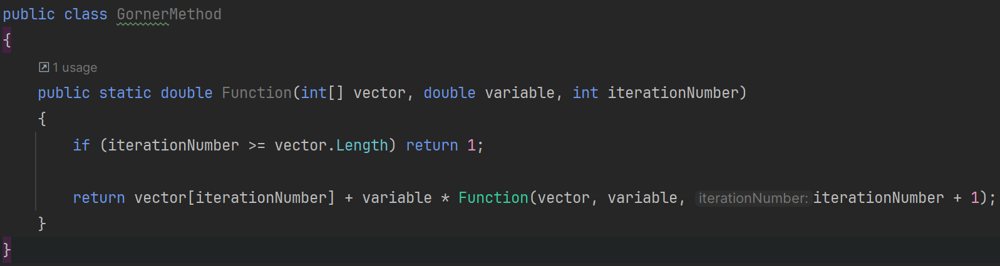 public class GornerMethod
{
1 usage
public static double Function(int[] vector, double variable, int iterationNumber)
{
if (iterationNumber >= vector.Length) return 1;
return vector[iterationNumber] + variable * Function(vector, variable, iterationNumber: iterationNumber + 1);
}
}